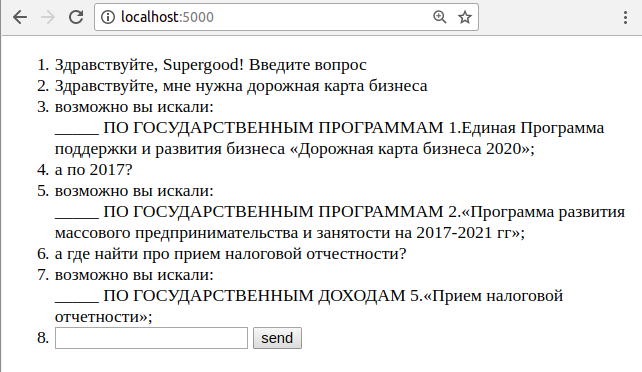 localhost:5000
1. Здравствуйте, Supergood! Введите вопрос
2. Здравствуйте, мне нужна дорожная карта бизнеса
3. возможно вы искали:
_____ ПО ГОСУДАРСТВЕННЫМ ПРОГРАММАМ 1.Единая Программа
поддержки и развития бизнеса «Дорожная карта бизнеса 2020»;
4. а по 2017?
5. возможно вы искали:
_____ ПО ГОСУДАРСТВЕННЫМ ПРОГРАММАМ 2.«Программа развития
массового предпринимательства и занятости на 2017-2021 гг»;
6. а где найти про прием налоговой отчестности?
7. возможно вы искали:
_____ ПО ГОСУДАРСТВЕННЫМ ДОХОДАМ 5.«Прием налоговой
отчетности»;
8. send